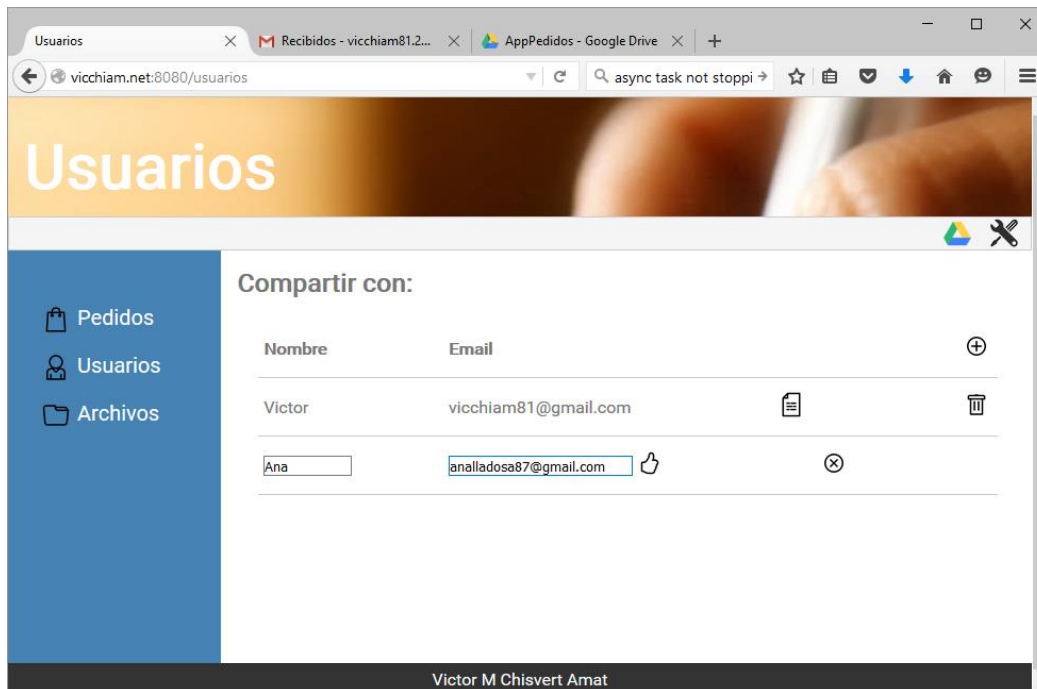 Usuarios
Recibidos - vicchiam81.2...
AppPedidos - Google Drive
vicchiam.net:8080/usuarios
async task not stoppi
Usuarios
Compartir con:
Pedidos
Usuarios
Archivos
Nombre Email
Victor vicchiam81@gmail.com
Ana analladosa87@gmail.com
Victor M Chisvert Amat